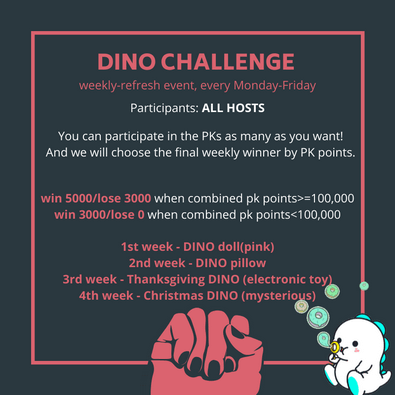 DINO CHALLENGE
weekly-refresh event, every Monday-Friday
Participants: ALL HOSTS
You can participate in the PKs as many as you want!
And we will choose the final weekly winner by PK points.
win 5000/lose 3000 when combined pk points>=100,000
win 3000/lose 0 when combined pk points<100,000
1st week - DINO doll(pink)
2nd week - DINO pillow
3rd week - Thanksgiving DINO (electronic toy)
4th week - Christmas DINO (mysterious)